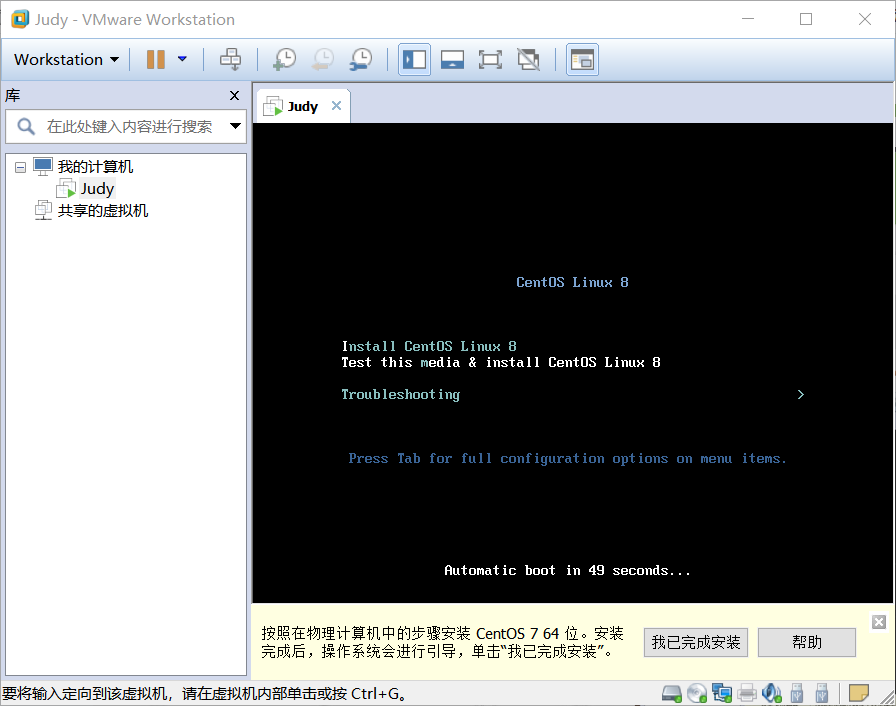 Judy - VMware Workstation
Workstation
库
在此处键入内容进行搜索
我的计算机
Judy
共享的虚拟机
Judy
CentOS Linux 8
Install CentOS Linux 8
Test this media & install CentOS Linux 8
Troubleshooting >
Press Tab for full configuration options on menu items.
Automatic boot in 49 seconds...
按照在物理计算机中的步骤安装 CentOS 7 64 位。安装
完成后，操作系统会进行引导，单击“我已完成安装”。
我已完成安装
帮助
要将输入定向到该虚拟机，请在虚拟机内部单击或按 Ctrl+G。